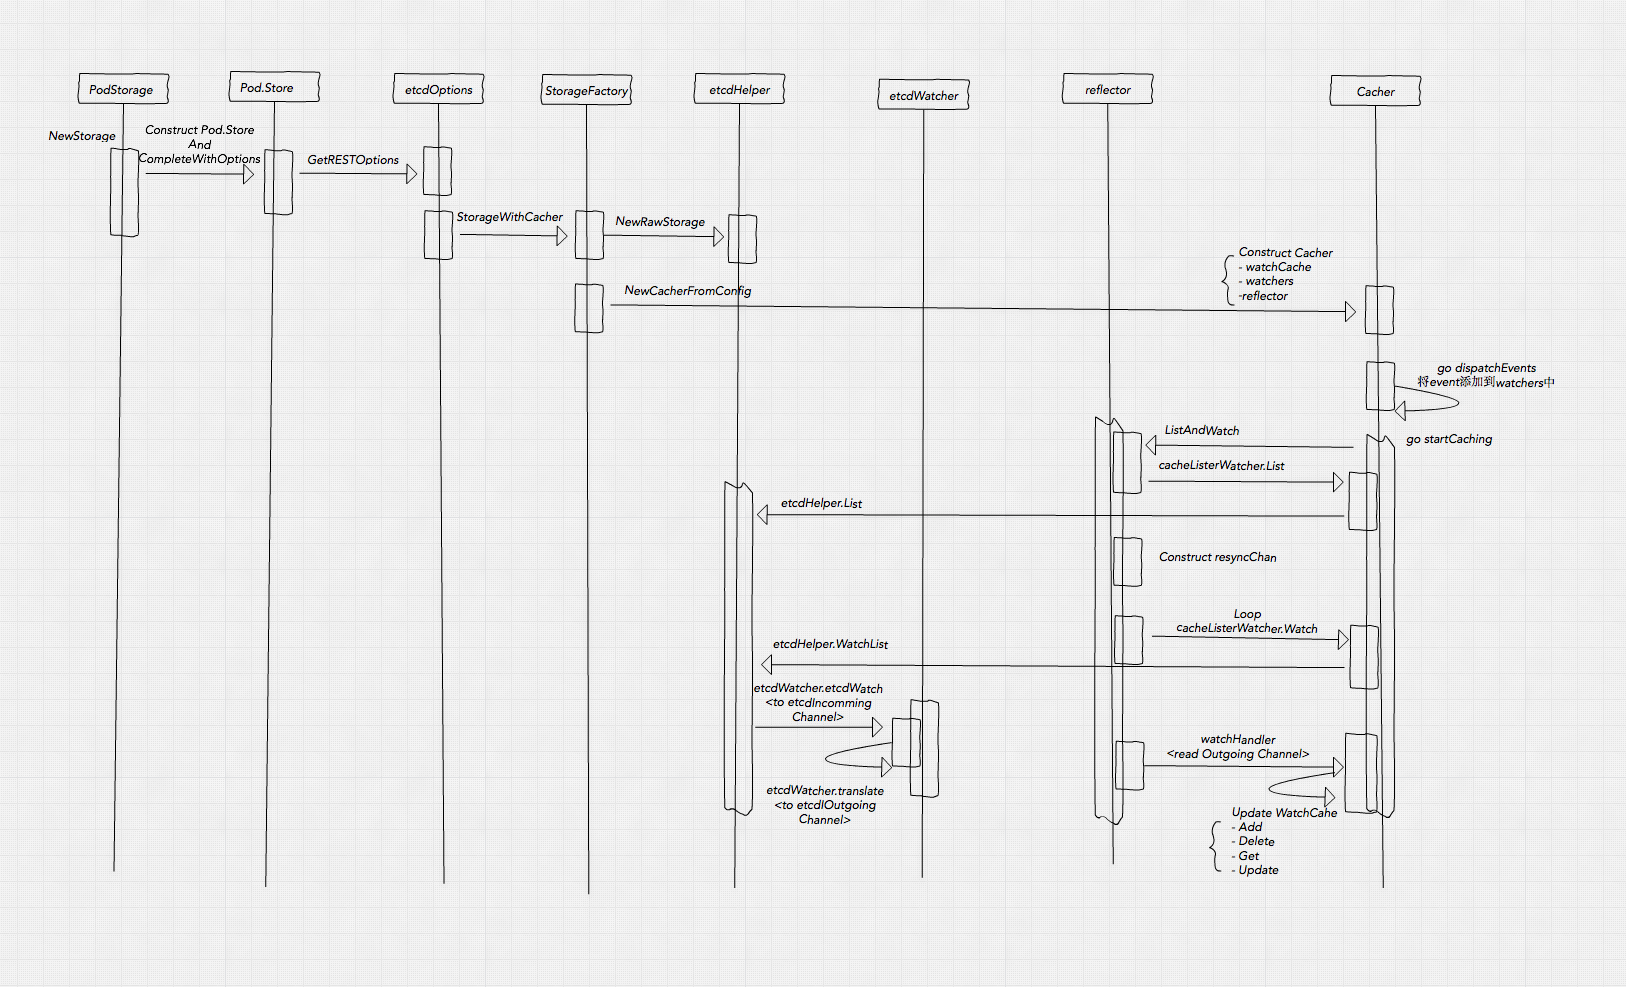 PodStorage
Pod.Store
etcdOptions
StorageFactory
etcdHelper
etcdWatcher
reflector
Cacher
NewStorage
Construct Pod.Store
And
CompleteWithOptions
GetRESTOptions
StorageWithCacher
NewRawStorage
Construct Cacher
- watchCache
- watchers
-reflector
NewCacherFromConfig
go dispatchEvents
将event添加到watchers中
ListAndWatch
go startCaching
cacheListerWatcher.List
etcdHelper.List
Construct resyncChan
Loop
cacheListerWatcher.Watch
etcdHelper.WatchList
etcdWatcher.etcdWatch
<to etcdIncomming
Channel>
watchHandler
<read Outgoing Channel>
etcdWatcher.translate
<to etcdIOutgoing
Channel>
Update WatchCahe
- Add
- Delete
- Get
- Update